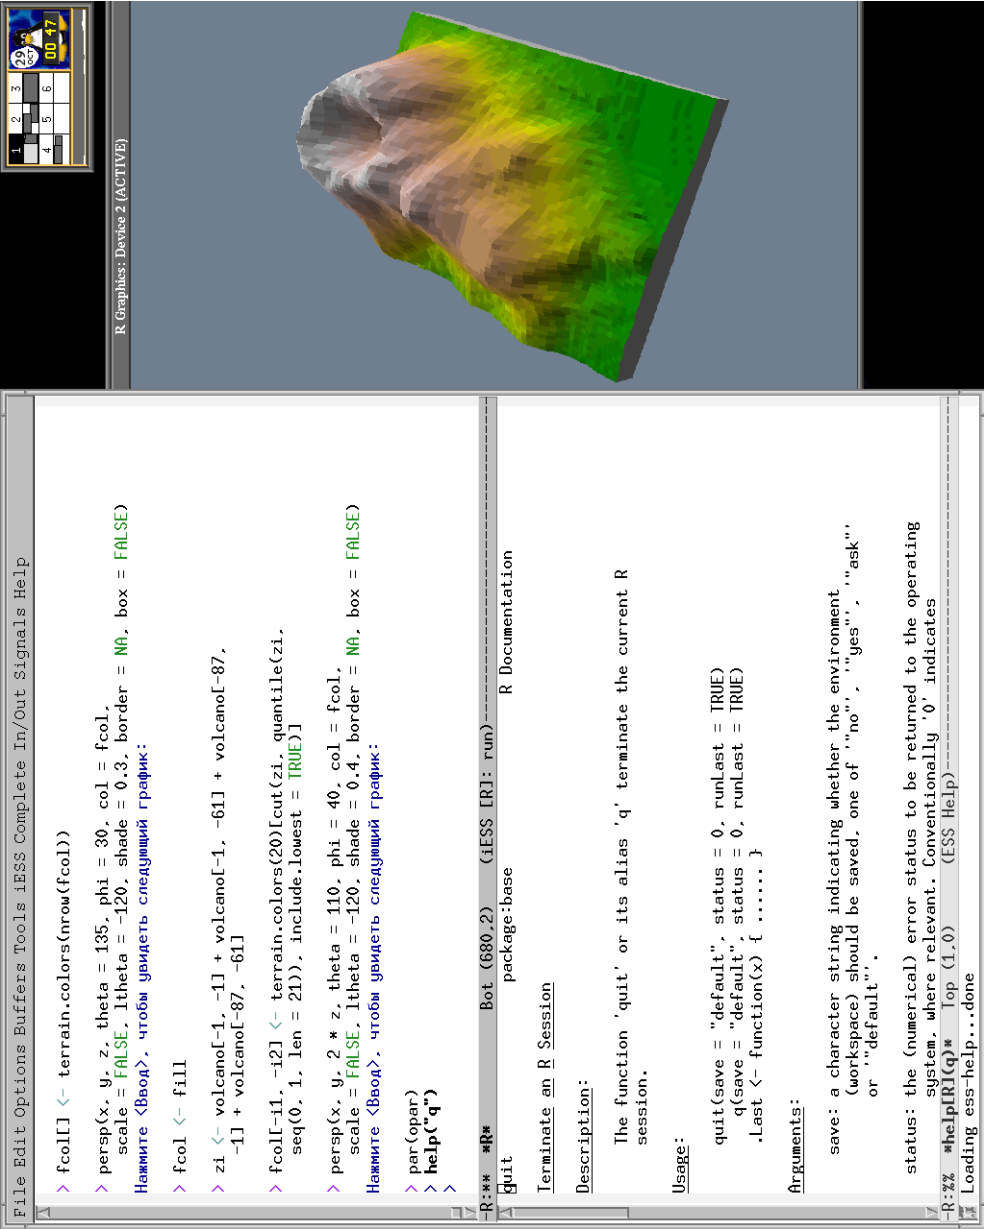 File Edit Options Buffers Tools iESS Complete In/Out Signals Help
> fcol[] <- terrain.colors(nrow(fcol))
> persp(x, y, z, theta = 135, phi = 30, col = fcol,
scale = FALSE, ltheta = -120, shade = 0.3, border = NA, box = FALSE)
Нажмите <Ввод>, чтобы увидеть следующий график:
> fcol <- fill
> zi <- volcano[-1, -1] + volcano[-1, -61] + volcano[-87,
-1] + volcano[-87, -61]
> fcol[-i1, -i2] <- terrain.colors(20)[cut(zi, quantile(zi,
seq(0, 1, len = 21)), include.lowest = TRUE)]
> persp(x, y, 2 * z, theta = 110, phi = 40, col = fcol,
scale = FALSE, ltheta = -120, shade = 0.4, border = NA, box = FALSE)
Нажмите <Ввод>, чтобы увидеть следующий график:
> par(opar)
> help("q")
>
-R:** *R* Bot (680,2) (iESS [R]: run)
quit package:base R Documentation
Terminate an R Session
Description:
The function 'quit' or its alias 'q' terminate the current R
session.
Usage:
quit(save = "default", status = 0, runLast = TRUE)
q(save = "default", status = 0, runLast = TRUE)
.Last <- function(x) { ...... }
Arguments:
save: a character string indicating whether the environment
(workspace) should be saved, one of '"no"', '"yes"', '"ask"'
or '"default"'.
status: the (numerical) error status to be returned to the operating
system, where relevant. Conventionally '0' indicates
-R:%% *help[R](q)* Top (1,0) (ESS Help)
Loading ess-help...done
R Graphics: Device 2 (ACTIVE)
1 2 3
4 5 6
29
OCT
00 47